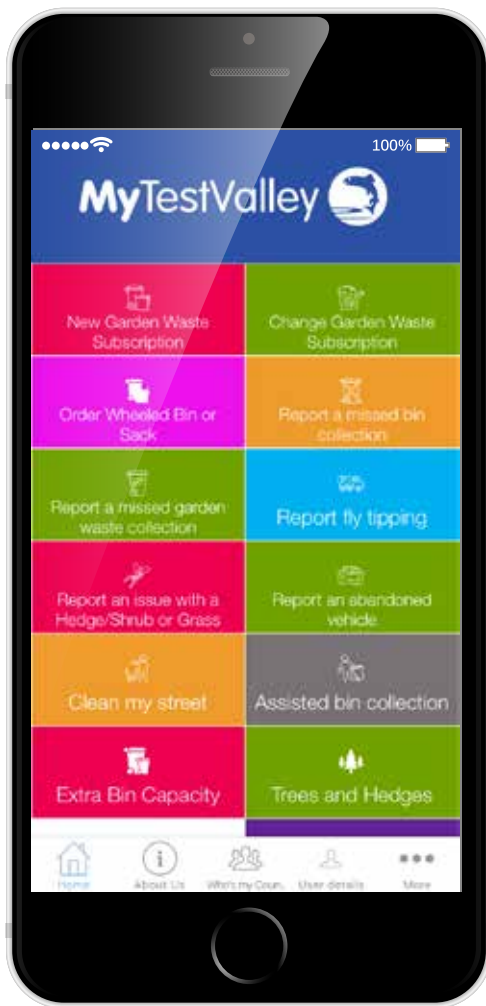 100%
MyTestValley
New Garden Waste
Subscription
Change Garden Waste
Subscription
Order Wheeled Bin or
Sack
Report a missed bin
collection
Report a missed garden
waste collection
Report fly tipping
Report an issue with a
Hedge/Shrub or Grass
Report an abandoned
vehicle
Clean my street
Assisted bin collection
Extra Bin Capacity
Trees and Hedges
Home
About Us
Who's my Coun..
User details
More